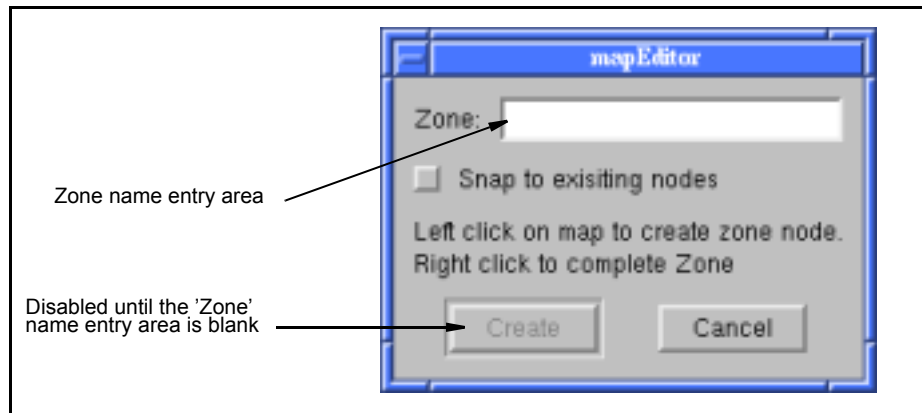 mapEditor
Zone:
Zone name entry area
Snap to exisiting nodes
Left click on map to create zone node.
Right click to complete Zone
Disabled until the ’Zone’
name entry area is blank
Create
Cancel